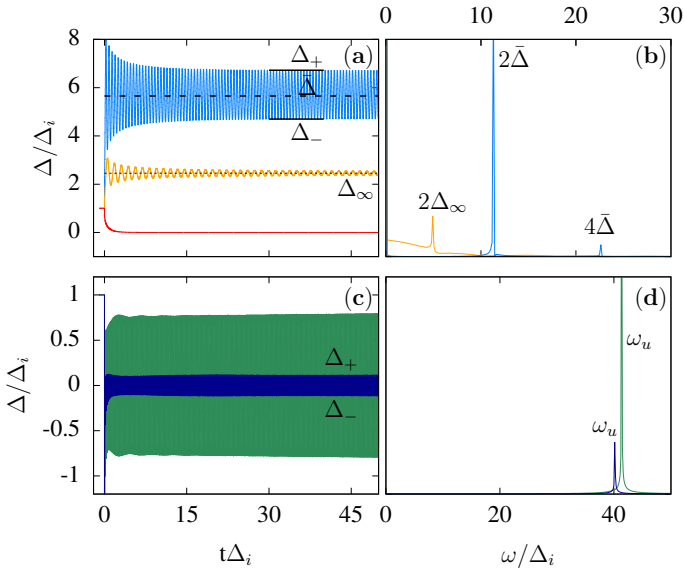 0 10 20 30
8
6
4
2
0
Δ/Δᵢ
(a)
Δ₊
Δ̄
Δ₋
Δ∞
(b)
2Δ̄
2Δ∞
4Δ̄
1
0.5
0
-0.5
-1
Δ/Δᵢ
(c)
Δ₊
Δ₋
(d)
ωᵤ
ωᵤ
0 15 30 45
tΔᵢ
0 20 40
ω/Δᵢ